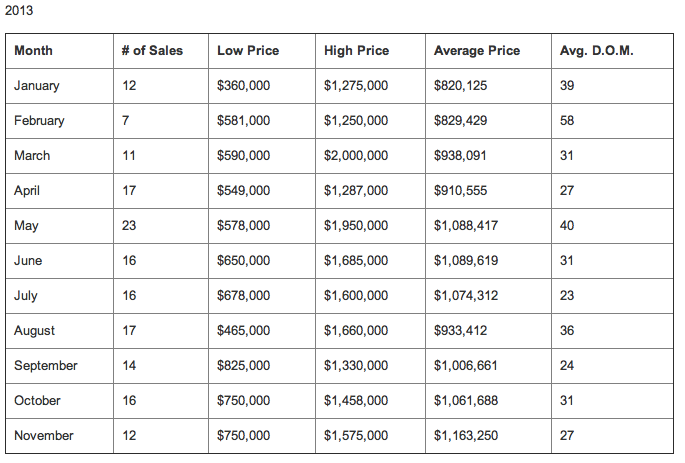 2013
Month # of Sales Low Price High Price Average Price Avg. D.O.M.
January 12 $360,000 $1,275,000 $820,125 39
February 7 $581,000 $1,250,000 $829,429 58
March 11 $590,000 $2,000,000 $938,091 31
April 17 $549,000 $1,287,000 $910,555 27
May 23 $578,000 $1,950,000 $1,088,417 40
June 16 $650,000 $1,685,000 $1,089,619 31
July 16 $678,000 $1,600,000 $1,074,312 23
August 17 $465,000 $1,660,000 $933,412 36
September 14 $825,000 $1,330,000 $1,006,661 24
October 16 $750,000 $1,458,000 $1,061,688 31
November 12 $750,000 $1,575,000 $1,163,250 27